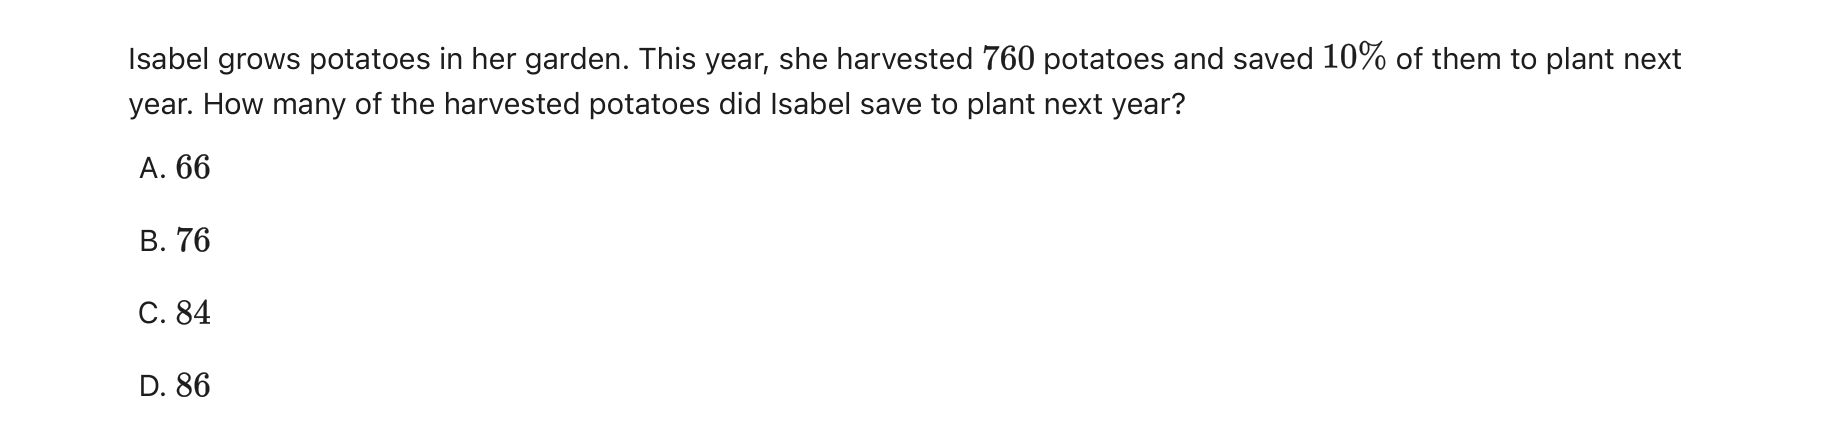 Isabel grows potatoes in her garden. This year, she harvested 760 potatoes and saved 10% of them to plant next
year. How many of the harvested potatoes did Isabel save to plant next year?
A. 66
B. 76
C. 84
D. 86